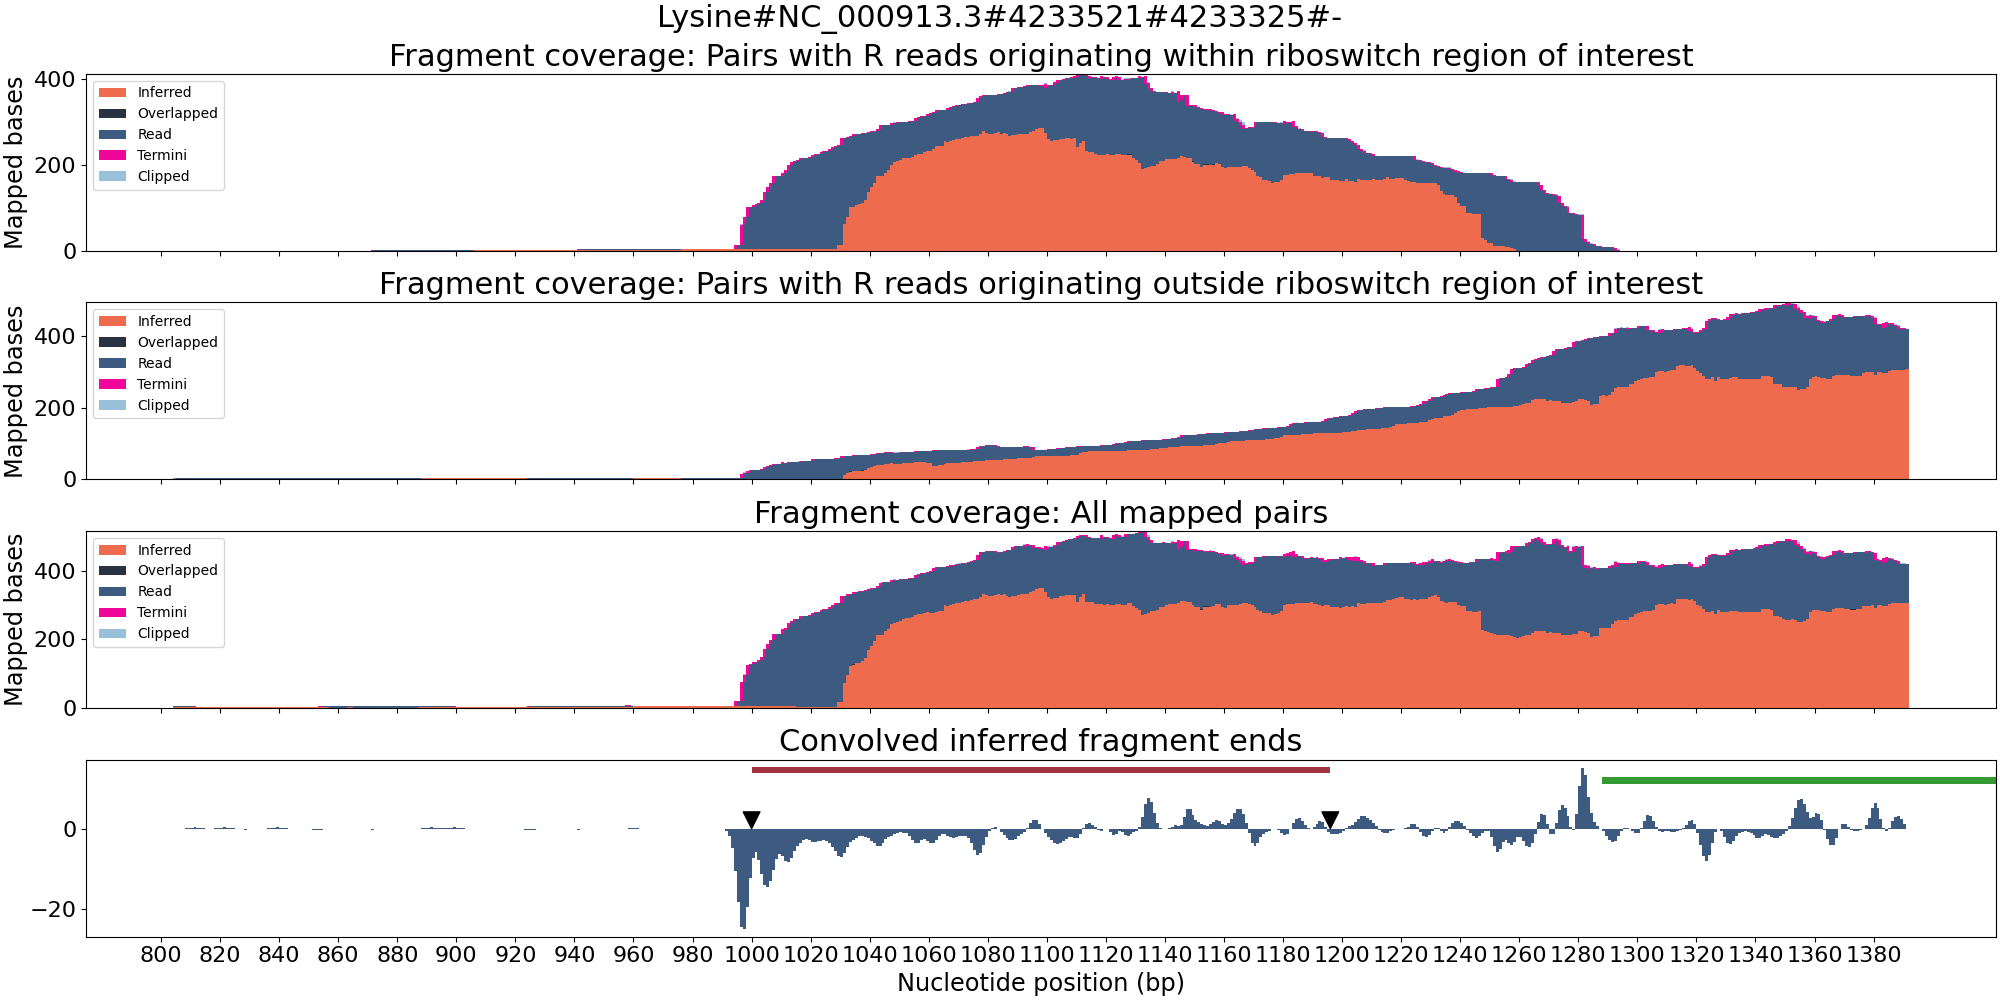 Lysine#NC_000913.3#4233521#4233325#-
Fragment coverage: Pairs with R reads originating within riboswitch region of interest
Mapped bases
400
200
0
Inferred
Overlapped
Read
Termini
Clipped
Fragment coverage: Pairs with R reads originating outside riboswitch region of interest
Mapped bases
400
200
0
Inferred
Overlapped
Read
Termini
Clipped
Fragment coverage: All mapped pairs
Mapped bases
400
200
0
Inferred
Overlapped
Read
Termini
Clipped
Convolved inferred fragment ends
0
−20
800 820 840 860 880 900 920 940 960 980 1000 1020 1040 1060 1080 1100 1120 1140 1160 1180 1200 1220 1240 1260 1280 1300 1320 1340 1360 1380
Nucleotide position (bp)